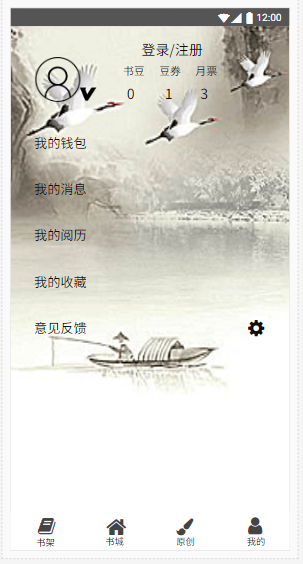 12:00
登录/注册
书豆 豆券 月票
0 1 3
我的钱包
我的消息
我的阅历
我的收藏
意见反馈
书架 书城 原创 我的